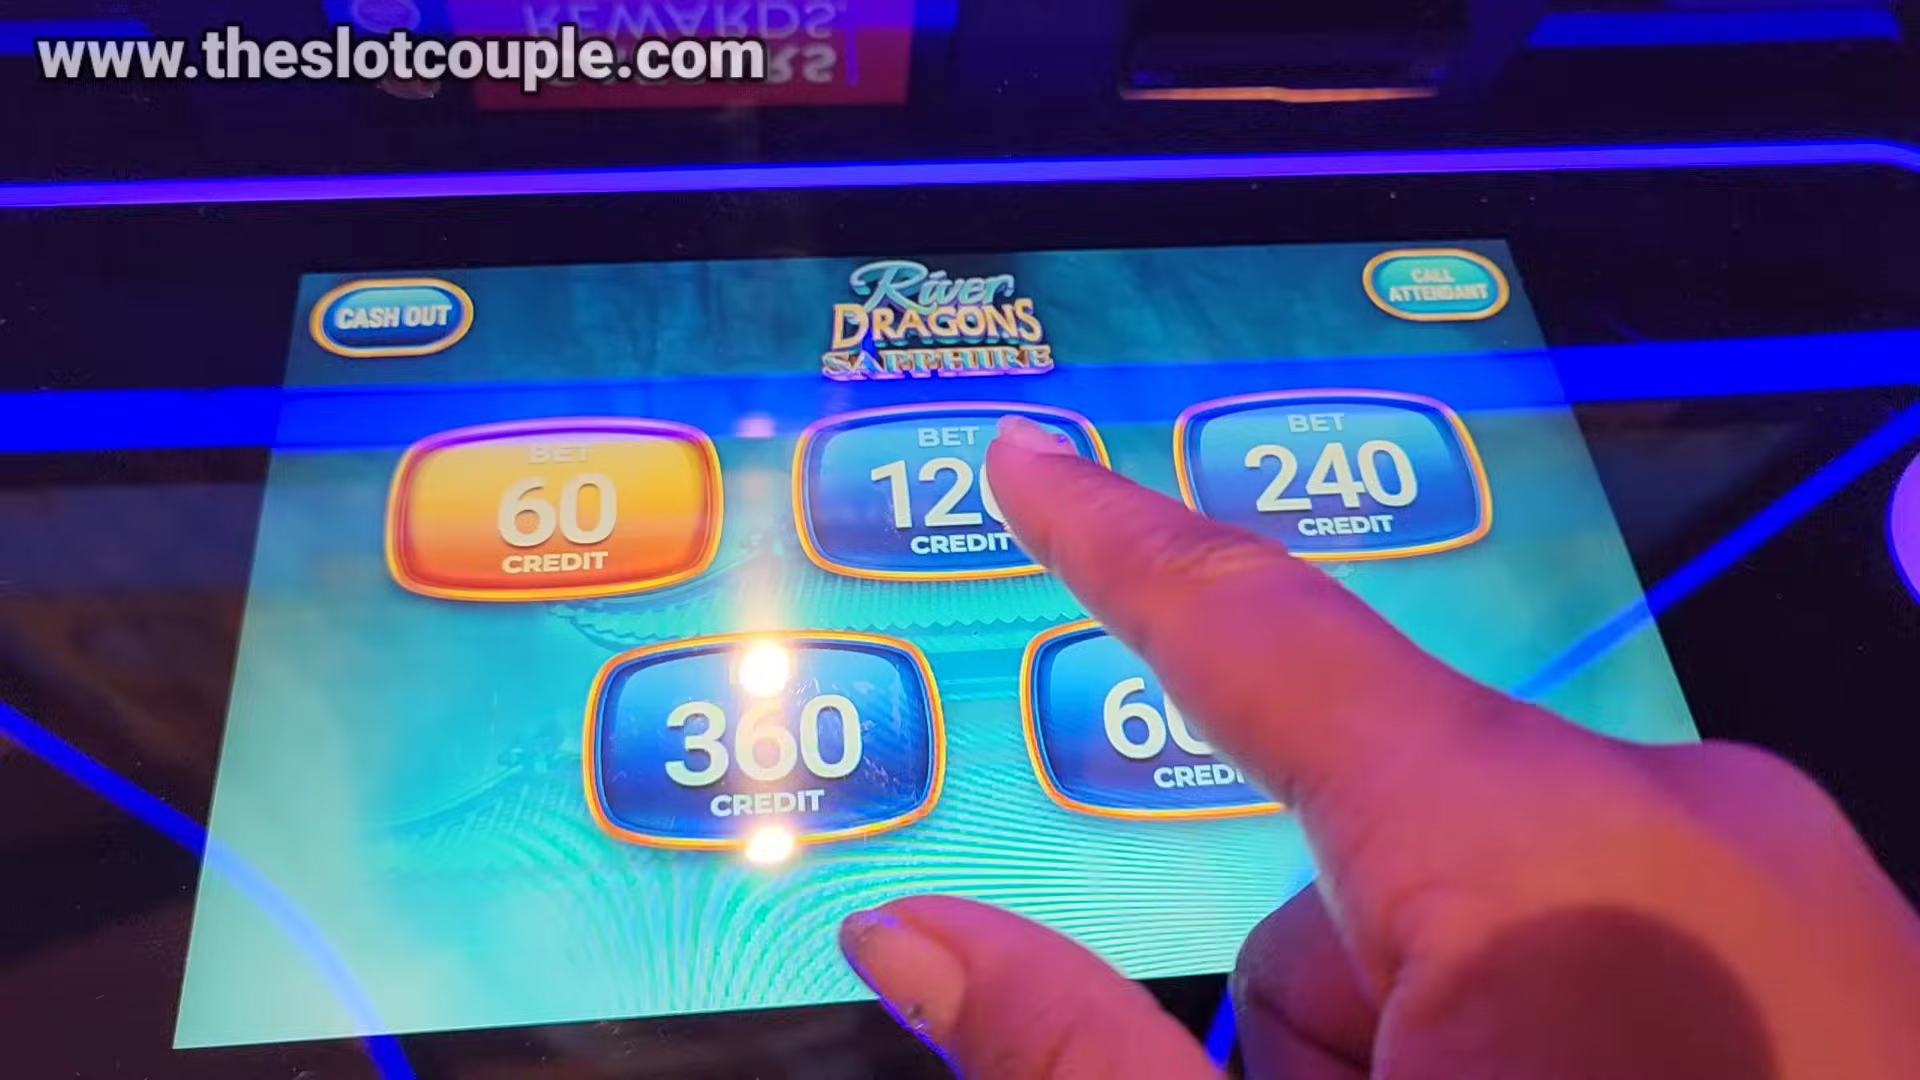 www.theslotcouple.com
REWARDS
CASH OUT
River
DRAGONS
SAPPHIRE
CALL
ATTENDANT
BET
60
CREDIT
BET
120
CREDIT
BET
240
CREDIT
360
CREDIT
CREDIT